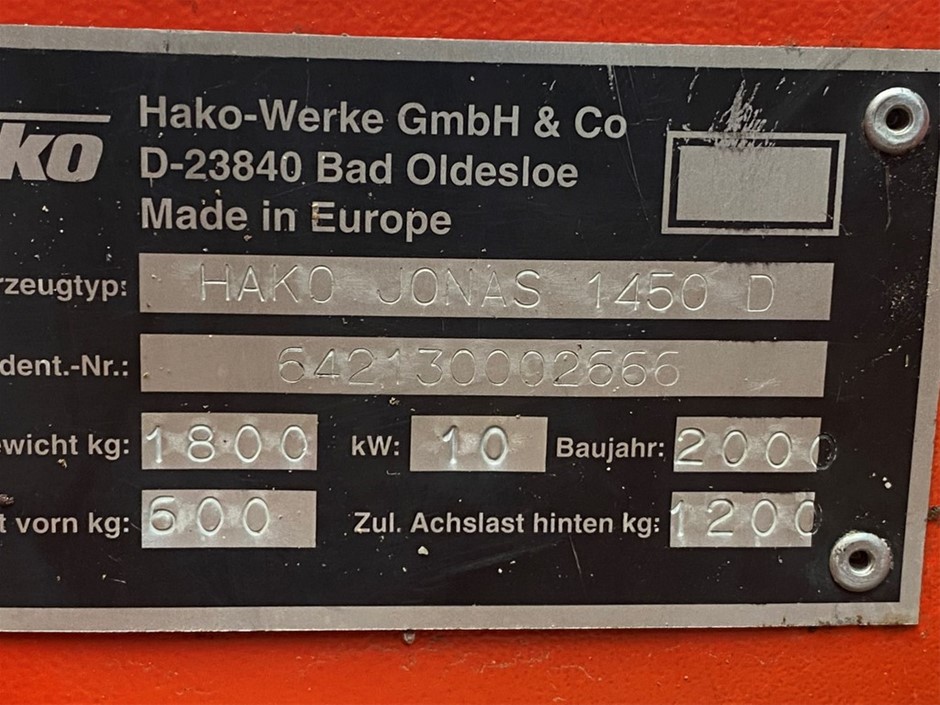 ko
Hako-Werke GmbH & Co
D-23840 Bad Oldesloe
Made in Europe
rzeugtyp: HAKO JONAS 1450 D
dent.-Nr.: 642130002666
ewicht kg: 1800 kW: 10 Baujahr: 2000
t vorn kg: 600 Zul. Achslast hinten kg: 1200